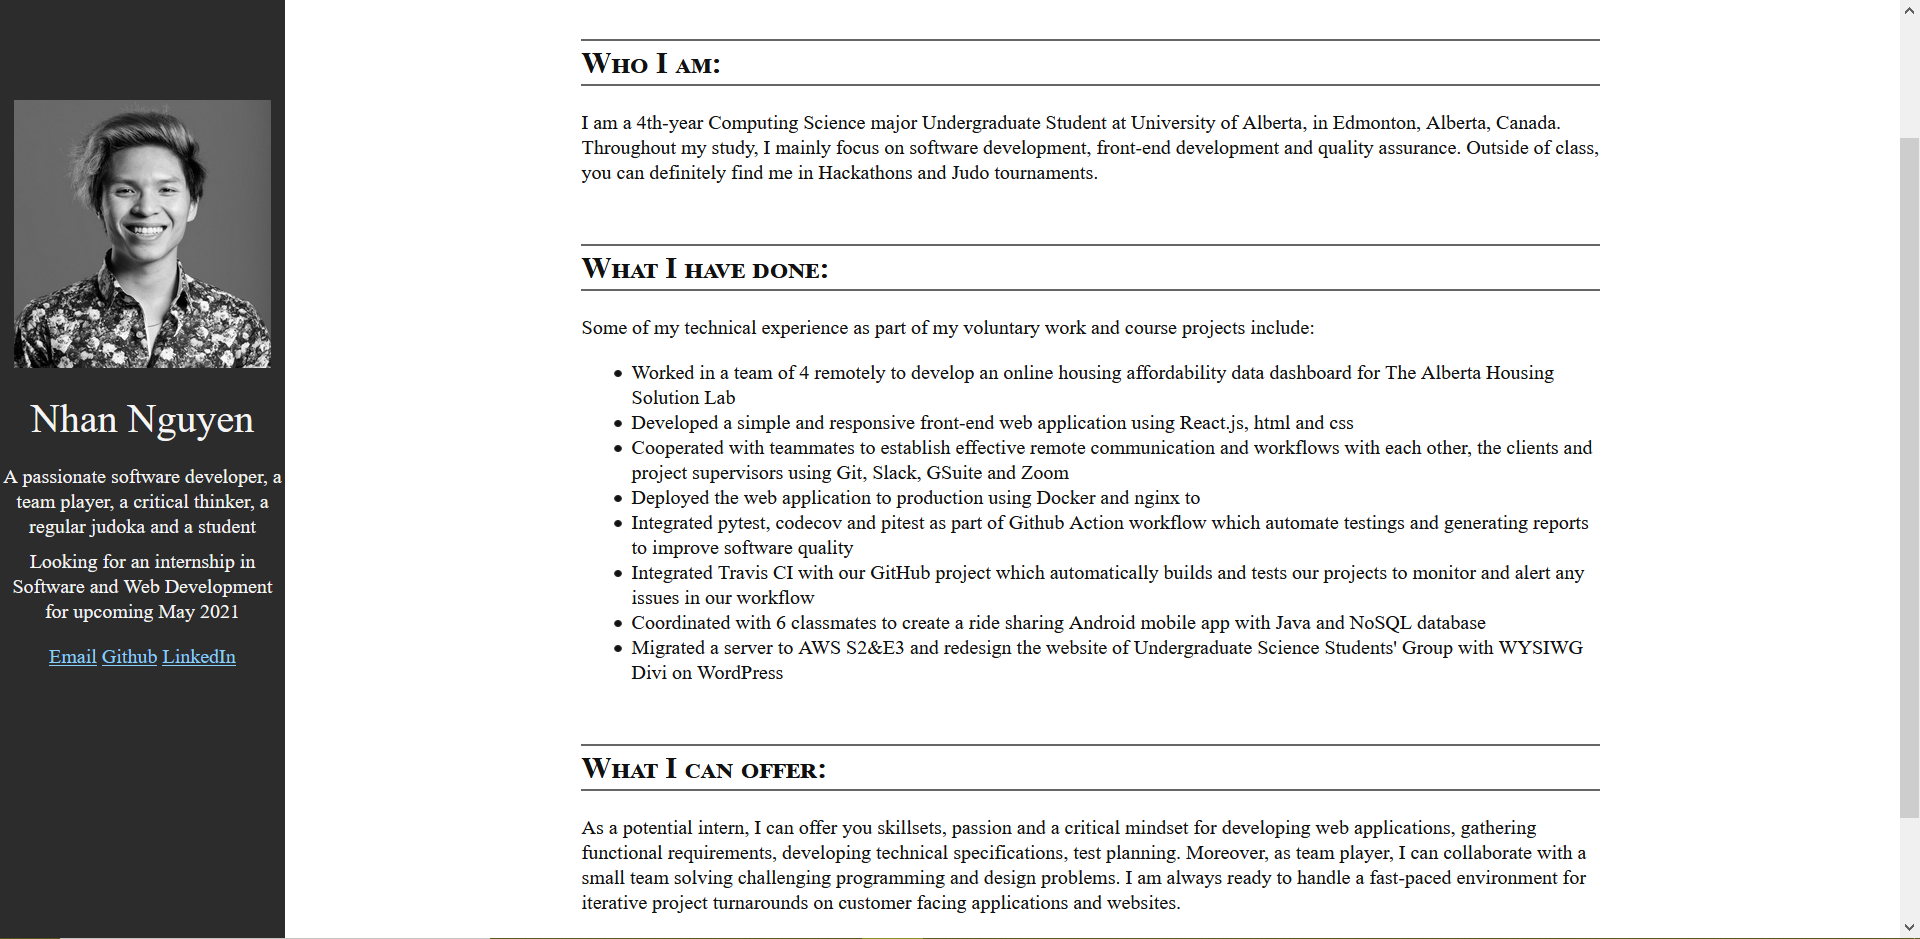 Nhan Nguyen
A passionate software developer, a
team player, a critical thinker, a
regular judoka and a student
Looking for an internship in
Software and Web Development
for upcoming May 2021
Email Github LinkedIn
Who I am:
I am a 4th-year Computing Science major Undergraduate Student at University of Alberta, in Edmonton, Alberta, Canada.
Throughout my study, I mainly focus on software development, front-end development and quality assurance. Outside of class,
you can definitely find me in Hackathons and Judo tournaments.
What I have done:
Some of my technical experience as part of my voluntary work and course projects include:
• Worked in a team of 4 remotely to develop an online housing affordability data dashboard for The Alberta Housing
Solution Lab
• Developed a simple and responsive front-end web application using React.js, html and css
• Cooperated with teammates to establish effective remote communication and workflows with each other, the clients and
project supervisors using Git, Slack, GSuite and Zoom
• Deployed the web application to production using Docker and nginx to
• Integrated pytest, codecov and pitest as part of Github Action workflow which automate testings and generating reports
to improve software quality
• Integrated Travis CI with our GitHub project which automatically builds and tests our projects to monitor and alert any
issues in our workflow
• Coordinated with 6 classmates to create a ride sharing Android mobile app with Java and NoSQL database
• Migrated a server to AWS S2&E3 and redesign the website of Undergraduate Science Students' Group with WYSIWG
Divi on WordPress
What I can offer:
As a potential intern, I can offer you skillsets, passion and a critical mindset for developing web applications, gathering
functional requirements, developing technical specifications, test planning. Moreover, as team player, I can collaborate with a
small team solving challenging programming and design problems. I am always ready to handle a fast-paced environment for
iterative project turnarounds on customer facing applications and websites.